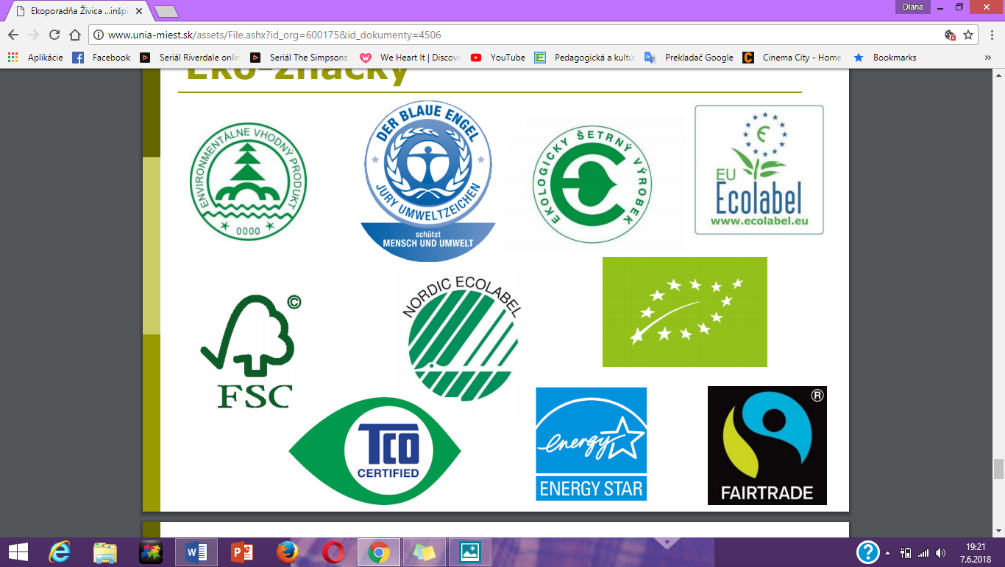 Ekoporadňa Živica ...inšpi
Diana
www.unia-miest.sk/assets/File.ashx?id_org=600175&id_dokumenty=4506
Aplikácie
Facebook
Seriál Riverdale onlin
Seriál The Simpsons
We Heart It | Discov
YouTube
Pedagogická a kultú
Prekladač Google
Cinema City - Home
Bookmarks
»
Eko-značky
ENVIRONMENTÁLNE VHODNÝ PRODUKT
0000
DER BLAUE ENGEL
JURY UMWELTZEICHEN
schützt
MENSCH UND UMWELT
EKOLOGICKY ŠETRNÝ VÝROBEK
EU
Ecolabel
www.ecolabel.eu
©
FSC
NORDIC ECOLABEL
TCO
CERTIFIED
energy
ENERGY STAR
®
FAIRTRADE
19:21
7.6.2018